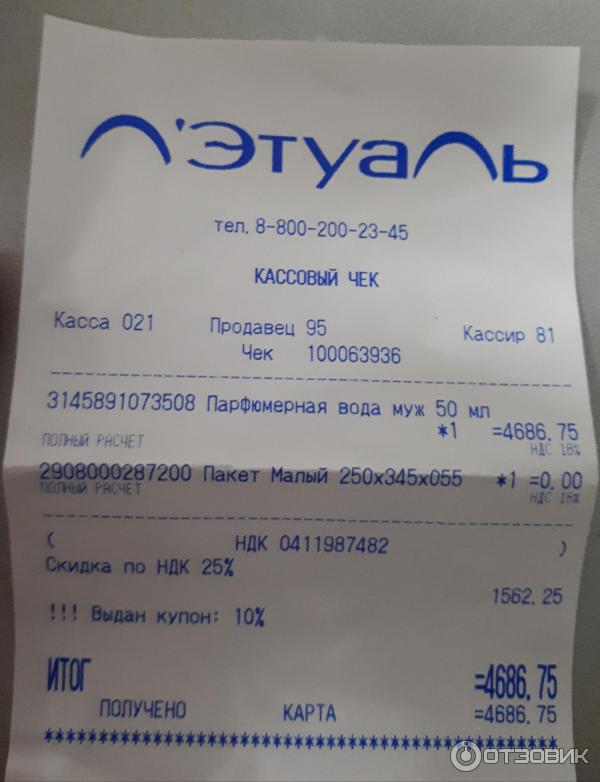 Л'Этуаль
тел. 8-800-200-23-45
КАССОВЫЙ ЧЕК
Касса 021 Продавец 95 Кассир 81
Чек 100063936
3145891073508 Парфюмерная вода муж 50 мл
*1 =4686.75
ПОЛНЫЙ РАСЧЕТ НДС 18%
2908000287200 Пакет Малый 250х345х055 *1 =0.00
ПОЛНЫЙ РАСЧЕТ НДС 18%
( НДК 0411987482 )
Скидка по НДК 25%
1562.25
!!! Выдан купон: 10%
ИТОГ =4686.75
ПОЛУЧЕНО КАРТА =4686.75
******************************************
ОТЗОВИК